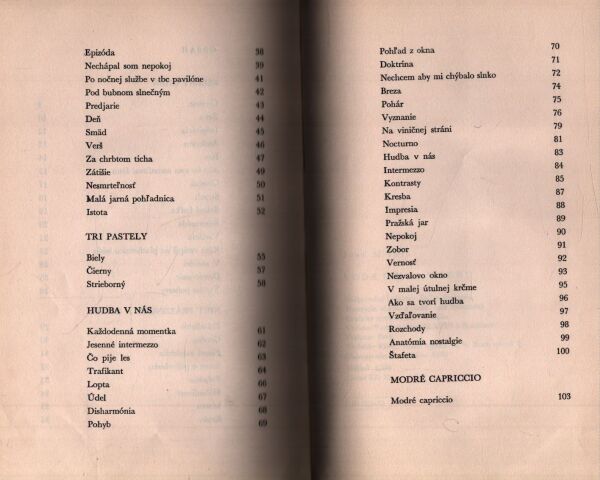 Epizóda 38
Nechápal som nepokoj 39
Po nočnej službe v tbc pavilóne 41
Pod bubnom slnečným 42
Predjarie 43
Deň 44
Smäd 45
Verš 46
Za chrbtom ticha 47
Zátišie 49
Nesmrteľnosť 50
Malá jarná pohľadnica 51
Istota 52
TRI PASTELY
Biely 55
Čierny 57
Strieborný 58
HUDBA V NÁS
Každodenná momentka 61
Jesenné intermezzo 62
Čo pije les 63
Trafikant 64
Lopta 66
Údel 67
Disharmónia 68
Pohyb 69
Pohľad z okna 70
Doktrína 71
Nechcem aby mi chýbalo slnko 72
Breza 74
Pohár 75
Vyznanie 76
Na viničnej stráni 79
Nocturno 81
Hudba v nás 83
Intermezzo 84
Kontrasty 85
Kresba 87
Impresia 88
Pražská jar 89
Nepokoj 90
Zobor 91
Vernosť 92
Nezvalovo okno 93
V malej útulnej krčme 95
Ako sa tvorí hudba 96
Vzďaľovanie 97
Rozchody 98
Anatómia nostalgie 99
Štafeta 100
MODRÉ CAPRICCIO
Modré capriccio 103